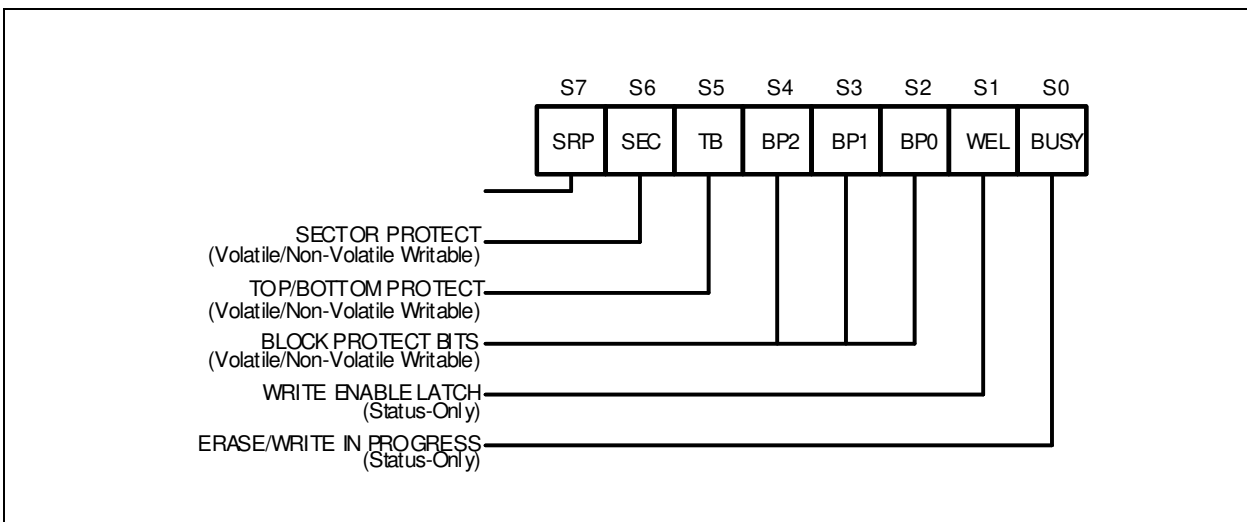 S7 S6 S5 S4 S3 S2 S1 S0
SRP SEC TB BP2 BP1 BP0 WEL BUSY
SECTOR PROTECT
(Volatile/Non-Volatile Writable)
TOP/BOTTOM PROTECT
(Volatile/Non-Volatile Writable)
BLOCK PROTECT BITS
(Volatile/Non-Volatile Writable)
WRITE ENABLE LATCH
(Status-Only)
ERASE/WRITE IN PROGRESS
(Status-Only)